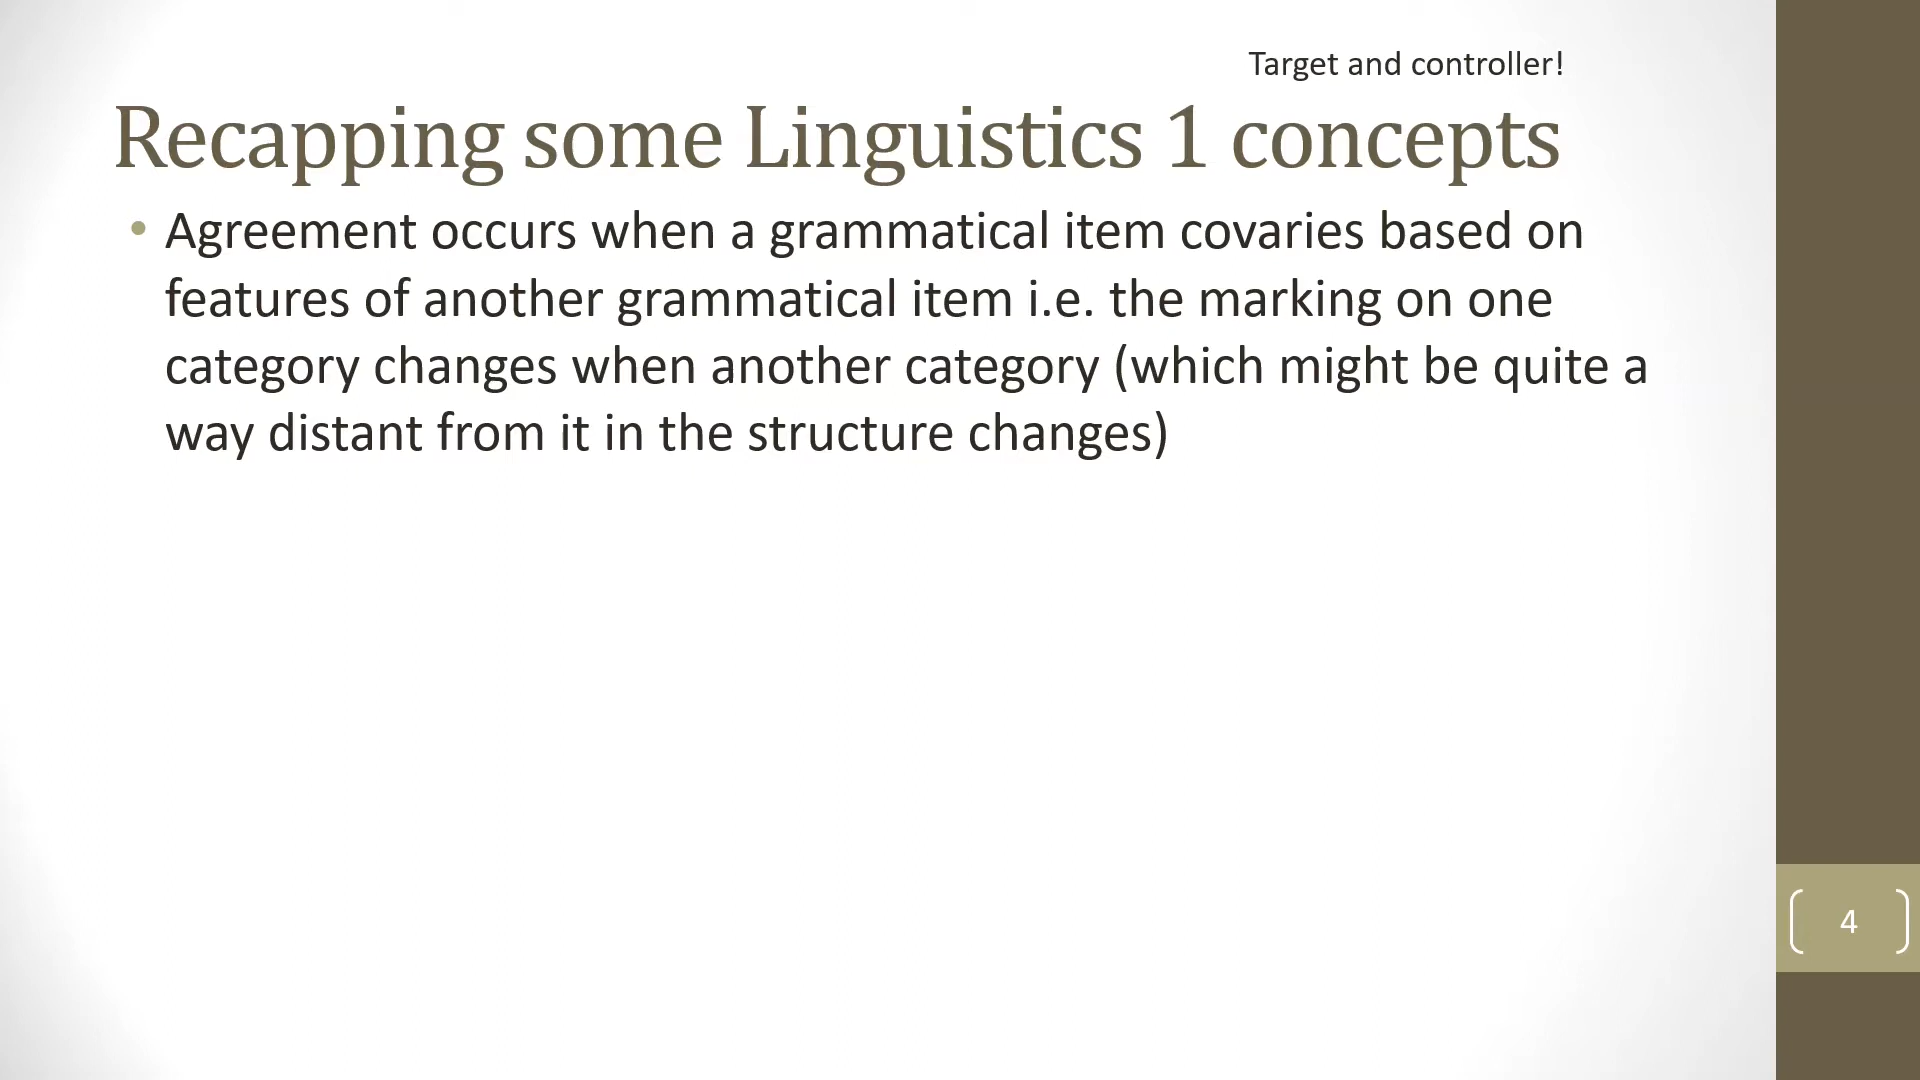 Target and controller!
Recapping some Linguistics 1 concepts
• Agreement occurs when a grammatical item covaries based on
features of another grammatical item i.e. the marking on one
category changes when another category (which might be quite a
way distant from it in the structure changes)
4